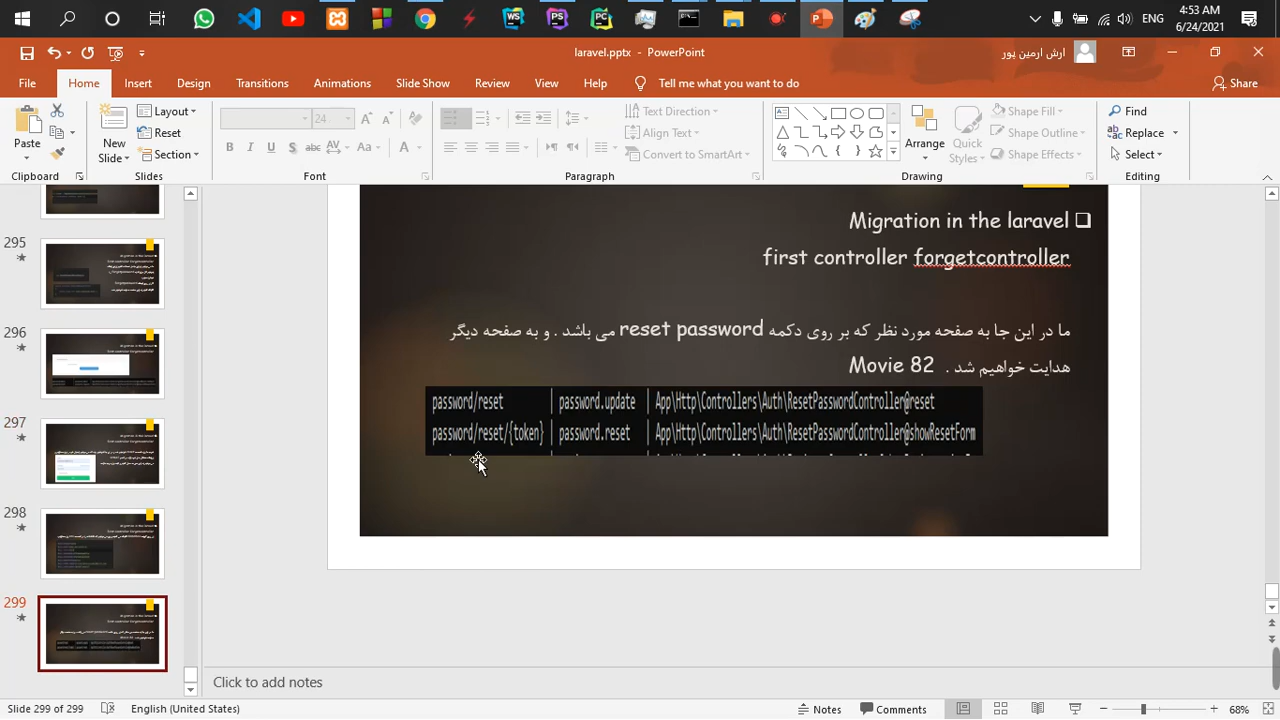 4:53 AM
ENG
6/24/2021
laravel.pptx - PowerPoint
ارش ارمین پور
File Home Insert Design Transitions Animations Slide Show Review View Help Tell me what you want to do Share
Paste
New Slide
Layout
Reset
Section
24
B I U S abc AV Aa A
Text Direction
Align Text
Convert to SmartArt
Arrange
Quick Styles
Shape Fill
Shape Outline
Shape Effects
Find
Replace
Select
Clipboard Slides Font Paragraph Drawing Editing
295
296
297
298
299
Migration in the laravel
first controller forgetcontroller
ما در این جا به صفحه مورد نظر که بر روی دکمه reset password می باشد . و به صفحه دیگر
هدایت خواهیم شد . Movie 82
password/reset | password.update | App\Http\Controllers\Auth\ResetPasswordController@reset
password/reset/{token} | password.reset | App\Http\Controllers\Auth\ResetPasswordController@showResetForm
Click to add notes
Slide 299 of 299 English (United States) Notes Comments 68%